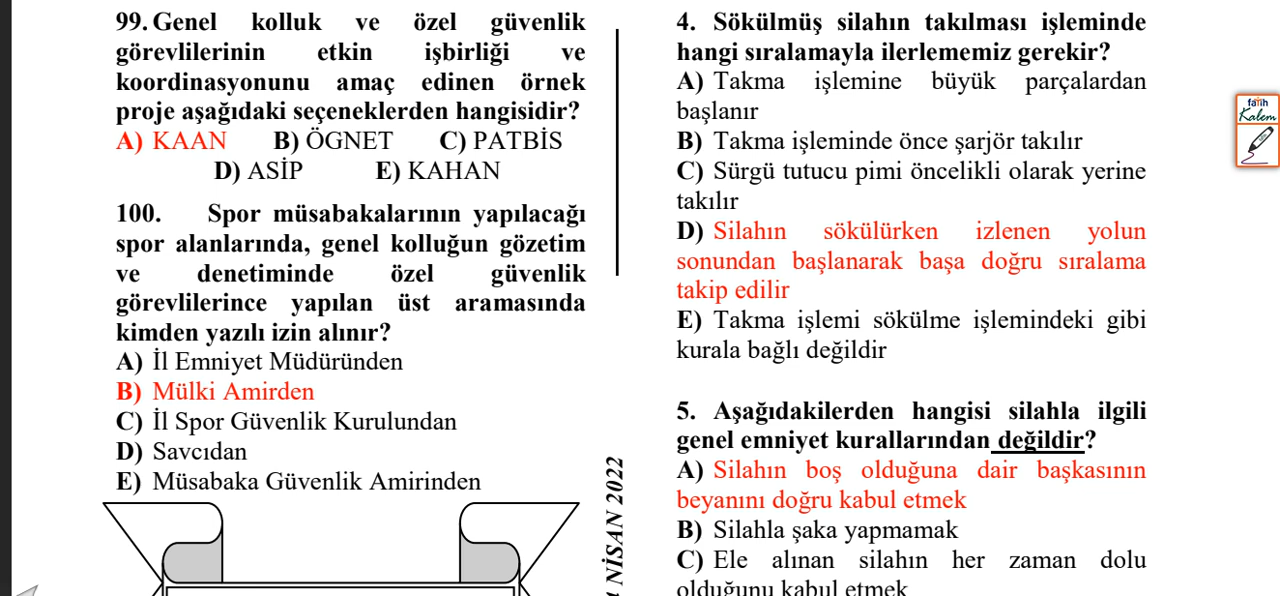 99. Genel kolluk ve özel güvenlik
görevlilerinin etkin işbirliği ve
koordinasyonunu amaç edinen örnek
proje aşağıdaki seçeneklerden hangisidir?
A) KAAN B) ÖGNET C) PATBİS
D) ASİP E) KAHAN
100. Spor müsabakalarının yapılacağı
spor alanlarında, genel kolluğun gözetim
ve denetiminde özel güvenlik
görevlilerince yapılan üst aramasında
kimden yazılı izin alınır?
A) İl Emniyet Müdüründen
B) Mülki Amirden
C) İl Spor Güvenlik Kurulundan
D) Savcıdan
E) Müsabaka Güvenlik Amirinden
NİSAN 2022
4. Sökülmüş silahın takılması işleminde
hangi sıralamayla ilerlememiz gerekir?
A) Takma işlemine büyük parçalardan
başlanır
B) Takma işleminde önce şarjör takılır
C) Sürgü tutucu pimi öncelikli olarak yerine
takılır
D) Silahın sökülürken izlenen yolun
sonundan başlanarak başa doğru sıralama
takip edilir
E) Takma işlemi sökülme işlemindeki gibi
kurala bağlı değildir
5. Aşağıdakilerden hangisi silahla ilgili
genel emniyet kurallarından değildir?
A) Silahın boş olduğuna dair başkasının
beyanını doğru kabul etmek
B) Silahla şaka yapmamak
C) Ele alınan silahın her zaman dolu
olduğunu kabul etmek
fatih
Kalem